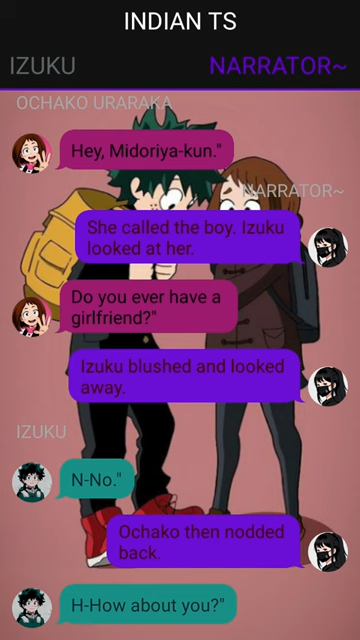 INDIAN TS
IZUKU
NARRATOR~
OCHAKO URARAKA
Hey, Midoriya-kun."
NARRATOR~
She called the boy. Izuku
looked at her.
Do you ever have a
girlfriend?"
Izuku blushed and looked
away.
IZUKU
N-No."
Ochako then nodded
back.
H-How about you?"